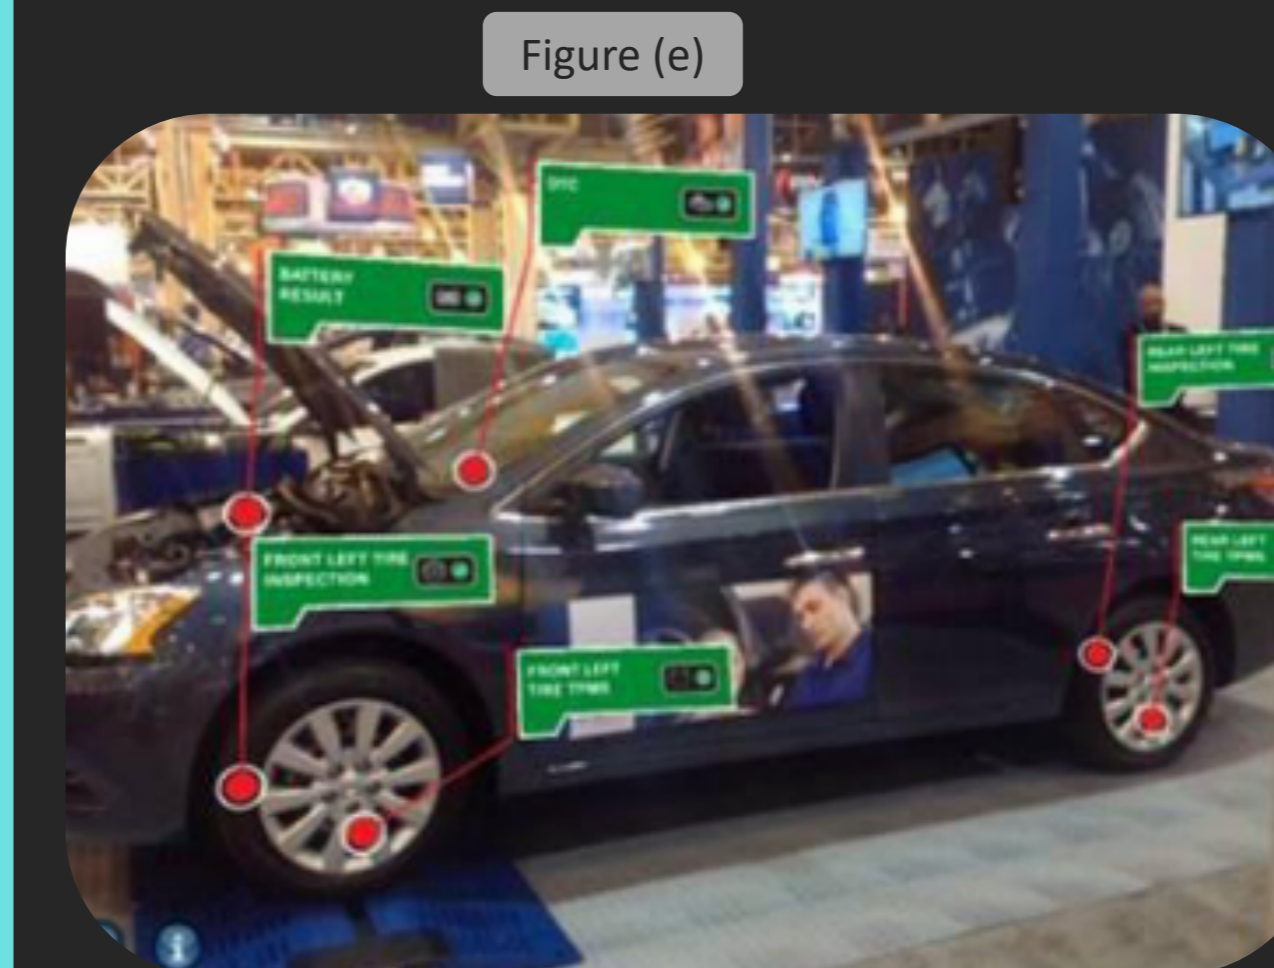 Figure (e)
DTC
BATTERY
RESULT
REAR LEFT TIRE
INSPECTION
FRONT LEFT TIRE
INSPECTION
REAR LEFT
TIRE TPMS
FRONT LEFT
TIRE TPMS
i